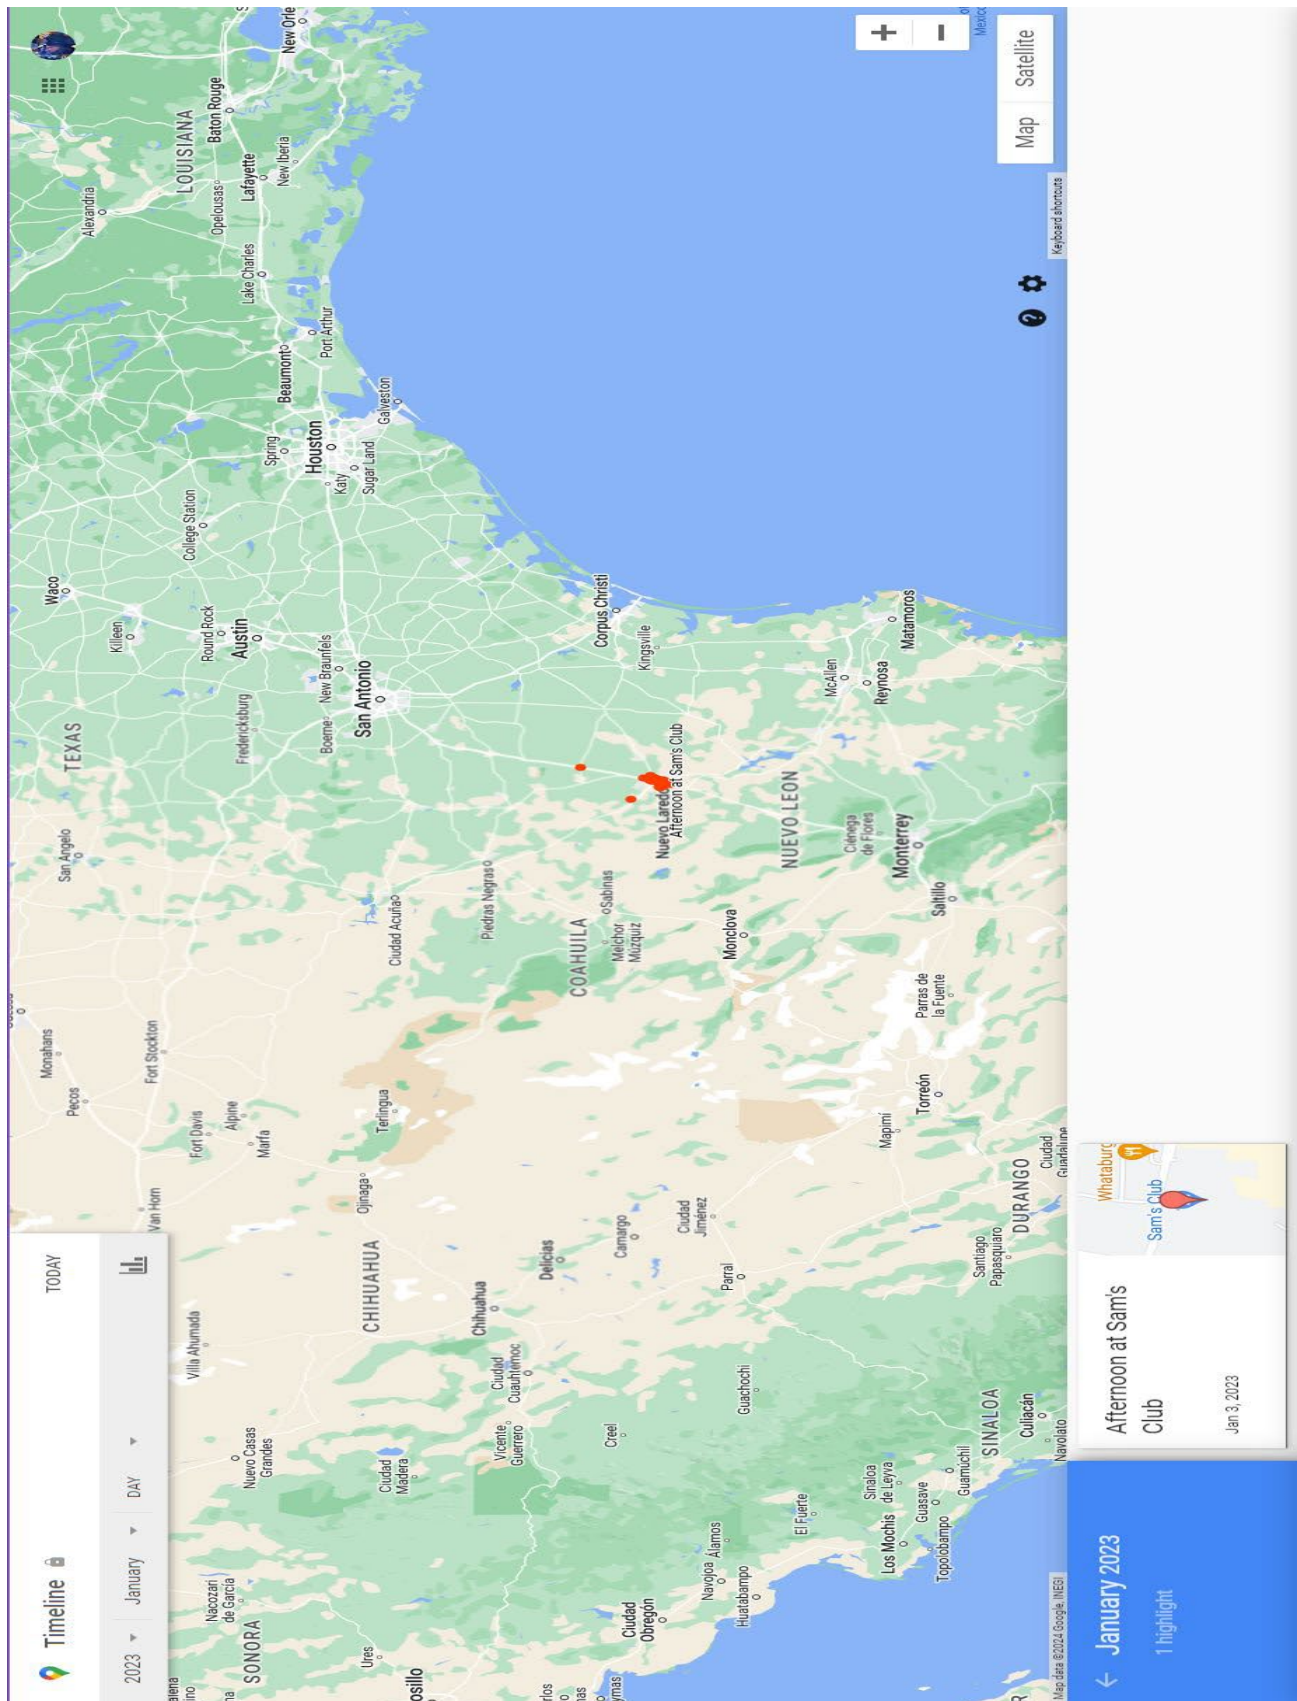 Timeline
TODAY
2023
January
DAY
TEXAS
LOUISIANA
SONORA
CHIHUAHUA
COAHUILA
NUEVO LEON
DURANGO
SINALOA
Monahans
Pecos
Fort Stockton
Fort Davis
Alpine
Marfa
Van Horn
Terlingua
Ojinaga
San Angelo
Waco
Killeen
Round Rock
Austin
College Station
Fredericksburg
New Braunfels
Boerne
San Antonio
Spring
Houston
Katy
Sugar Land
Galveston
Beaumont
Port Arthur
Lake Charles
Alexandria
Opelousas
Lafayette
Baton Rouge
New Iberia
New Orle
Corpus Christi
Kingsville
McAllen
Reynosa
Matamoros
Nuevo Laredo
Afternoon at Sam's Club
Ciudad Acuña
Piedras Negras
Sabinas
Melchor
Múzquiz
Monclova
Ciénega
de Flores
Monterrey
Saltillo
Parras de
la Fuente
Torreón
Mapimí
Ciudad
Guadalupe
Villa Ahumada
Nuevo Casas
Grandes
Chihuahua
Delicias
Camargo
Ciudad
Jiménez
Parral
Santiago
Papasquiaro
Ciudad
Cuauhtémoc
Vicente
Guerrero
Ciudad
Madera
Creel
Guachochi
Nacozari
de García
Ures
osillo
Ciudad
Obregón
Navojoa
Álamos
Huatabampo
El Fuerte
Los Mochis
Topolobampo
Sinaloa
de Leyva
Guasave
Guamúchil
Culiacán
Navolato
Mexico
Map
Satellite
Keyboard shortcuts
Map data ©2024 Google, INEGI
January 2023
1 highlight
Afternoon at Sam's
Club
Jan 3, 2023
Whataburg
Sam's Club